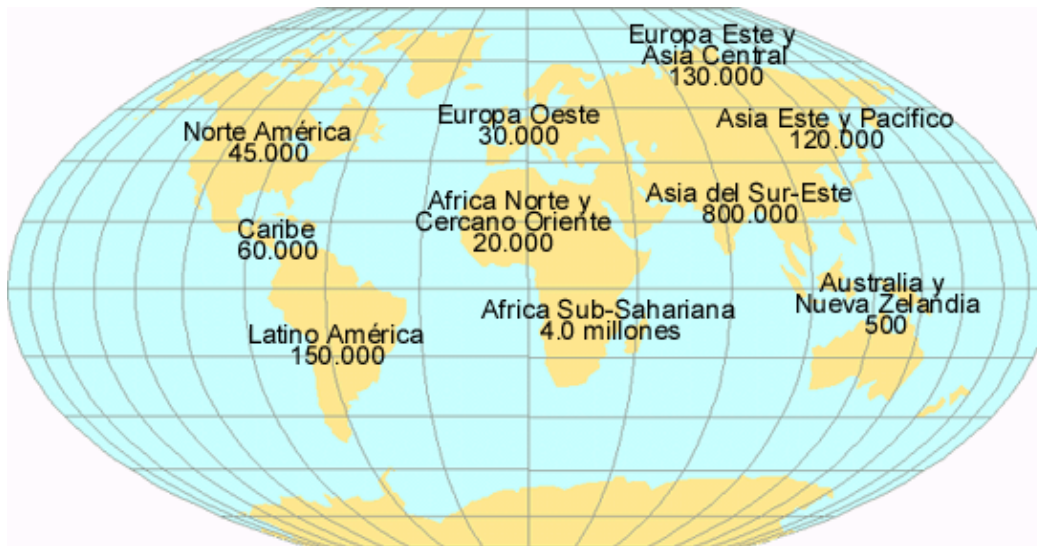 Europa Este y
Asia Central
130.000
Europa Oeste
30.000
Asia Este y Pacífico
120.000
Norte América
45.000
Africa Norte y
Cercano Oriente
20.000
Asia del Sur-Este
800.000
Caribe
60.000
Australia y
Nueva Zelandia
500
Africa Sub-Sahariana
4.0 millones
Latino América
150.000